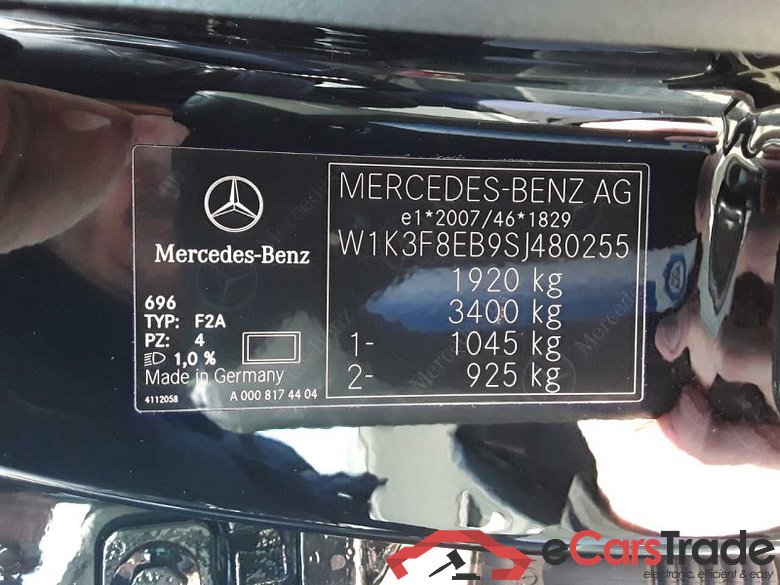 Mercedes-Benz
696
TYP: F2A
PZ: 4
1,0 %
Made in Germany
4112058 A 000 817 44 04
MERCEDES-BENZ AG
e1*2007/46*1829
W1K3F8EB9SJ480255
1920 kg
3400 kg
1- 1045 kg
2- 925 kg
eCarsTrade
electronic, efficient & easy